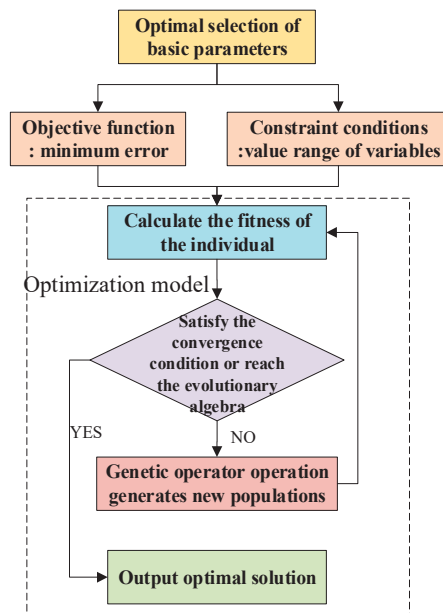 Optimal selection of
basic parameters
Objective function
: minimum error
Constraint conditions
:value range of variables
Calculate the fitness of
the individual
Optimization model
Satisfy the
convergence
condition or reach
the evolutionary
algebra
YES
NO
Genetic operator operation
generates new populations
Output optimal solution